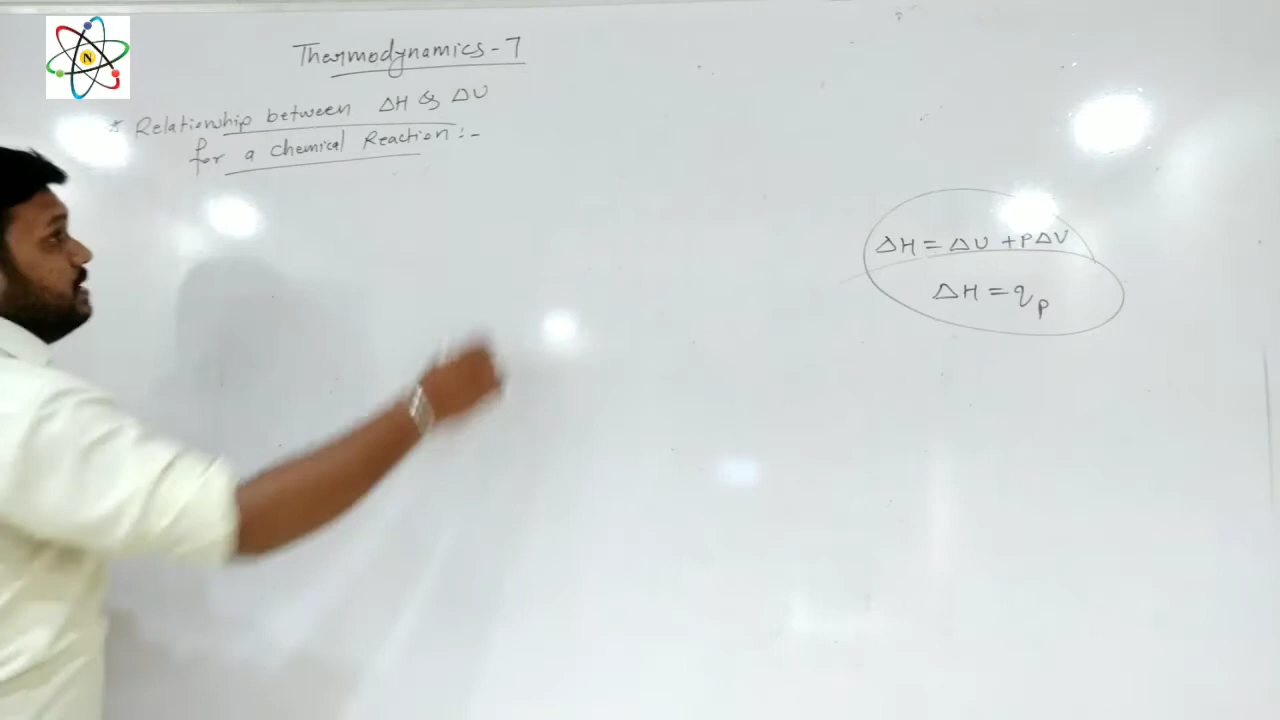 N
Thermodynamics - 7
* Relationship between ΔH & ΔU
for a chemical Reaction :-
ΔH = ΔU + PΔV
ΔH = qp